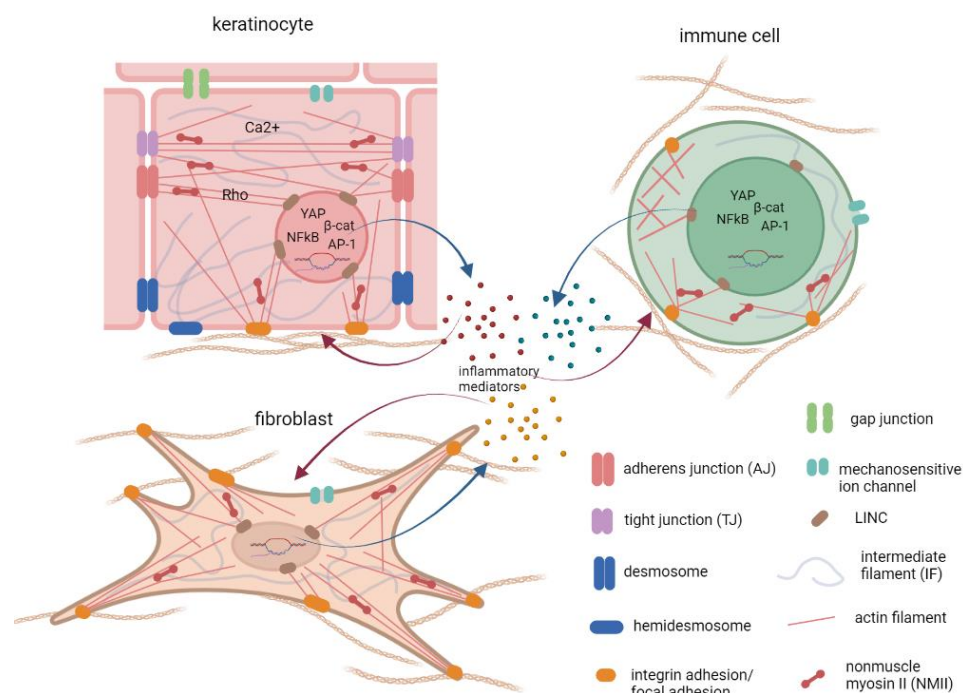 keratinocyte
immune cell
Ca2+
Rho
YAP
β-cat
NFkB
AP-1
YAP
β-cat
NFkB
AP-1
inflammatory
mediators
fibroblast
gap junction
adherens junction (AJ)
mechanosensitive
ion channel
tight junction (TJ)
LINC
desmosome
intermediate
filament (IF)
hemidesmosome
actin filament
integrin adhesion/
focal adhesion
nonmuscle
myosin II (NMII)